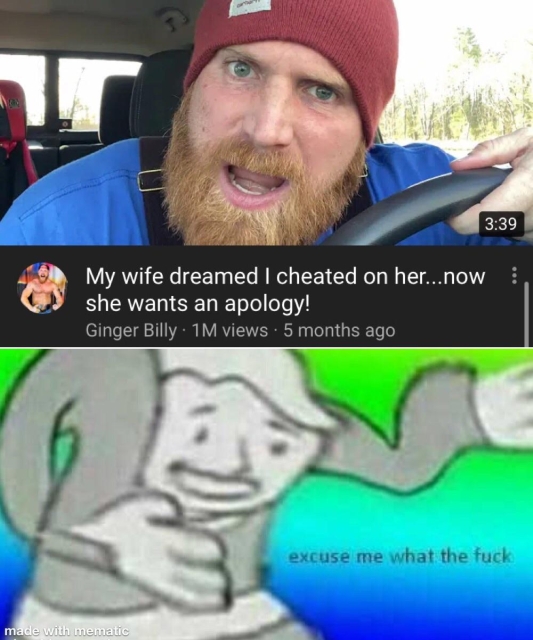 3:39
My wife dreamed I cheated on her...now
she wants an apology!
Ginger Billy · 1M views · 5 months ago
excuse me what the fuck
made with mematic